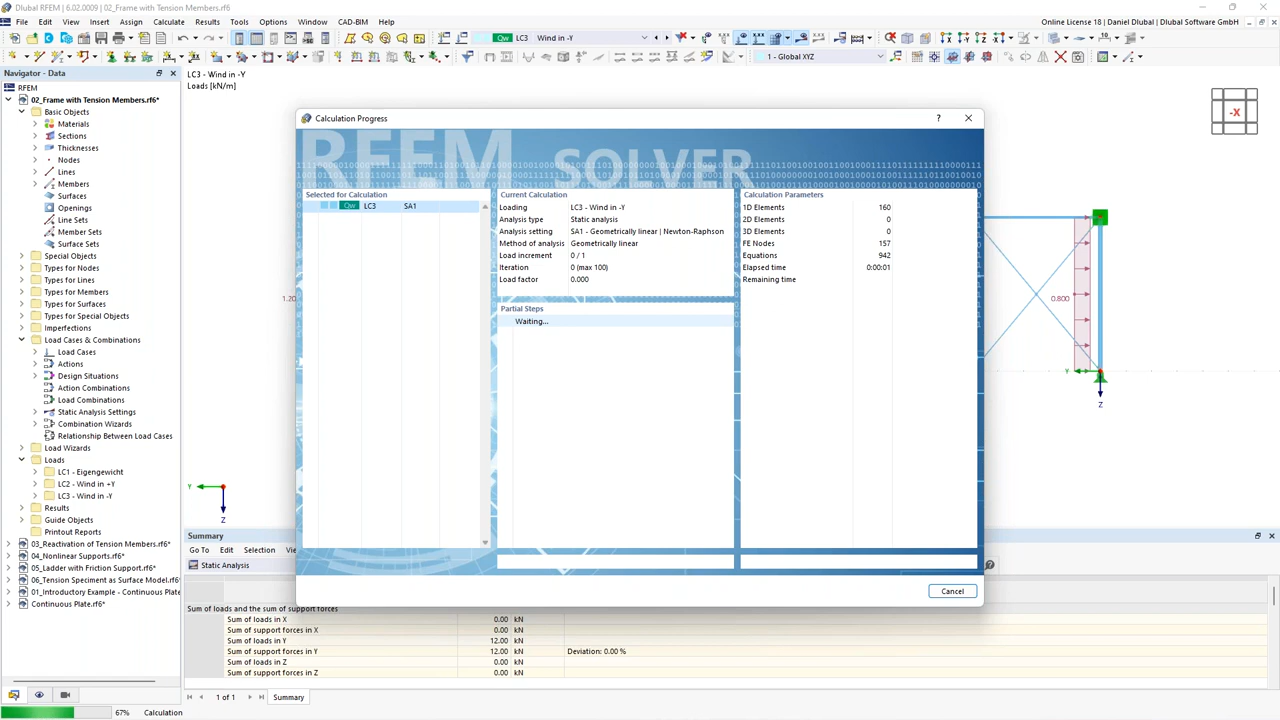 Dlubal RFEM | 6.02.0009 | 02_Frame with Tension Members.rf6*
File Edit View Insert Assign Calculate Results Tools Options Window CAD-BIM Help
Online License 18 | Daniel Dlubal | Dlubal Software GmbH
Qw LC3 Wind in -Y
1 - Global XYZ
Navigator - Data
RFEM
02_Frame with Tension Members.rf6*
Basic Objects
Materials
Sections
Thicknesses
Nodes
Lines
Members
Surfaces
Openings
Line Sets
Member Sets
Surface Sets
Special Objects
Types for Nodes
Types for Lines
Types for Members
Types for Surfaces
Types for Special Objects
Imperfections
Load Cases & Combinations
Load Cases
Actions
Design Situations
Action Combinations
Load Combinations
Static Analysis Settings
Combination Wizards
Relationship Between Load Cases
Load Wizards
Loads
LC1 - Eigengewicht
LC2 - Wind in +Y
LC3 - Wind in -Y
Results
Guide Objects
Printout Reports
03_Reactivation of Tension Members.rf6*
04_Nonlinear Supports.rf6*
05_Ladder with Friction Support.rf6*
06_Tension Speciment as Surface Model.rf6*
01_Introductory Example - Continuous Plate
Continuous Plate.rf6*
LC3 - Wind in -Y
Loads [kN/m]
-X
1.20
0.800
Y
Z
Y
Z
Calculation Progress
RFEM SOLVER
Selected for Calculation
Qw LC3 SA1
Current Calculation
Loading LC3 - Wind in -Y
Analysis type Static analysis
Analysis setting SA1 - Geometrically linear | Newton-Raphson
Method of analysis Geometrically linear
Load increment 0 / 1
Iteration 0 (max 100)
Load factor 0.000
Partial Steps
Waiting...
Calculation Parameters
1D Elements 160
2D Elements 0
3D Elements 0
FE Nodes 157
Equations 942
Elapsed time 0:00:01
Remaining time
Cancel
Summary
Go To Edit Selection
Static Analysis
Sum of loads and the sum of support forces
Sum of loads in X 0.00 kN
Sum of support forces in X 0.00 kN
Sum of loads in Y 12.00 kN
Sum of support forces in Y 12.00 kN Deviation: 0.00 %
Sum of loads in Z 0.00 kN
Sum of support forces in Z 0.00 kN
1 of 1 Summary
67% Calculation